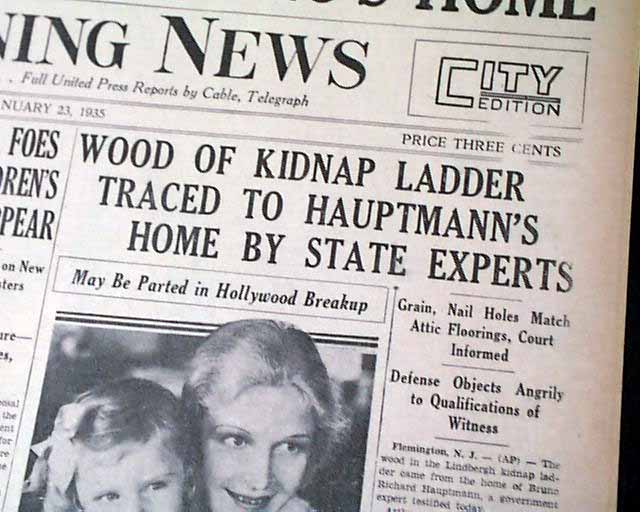 HOME
NING NEWS
Full United Press Reports by Cable, Telegraph
CITY
EDITION
NUARY 23, 1935
PRICE THREE CENTS
FOES
REN'S
PEAR
on New
WOOD OF KIDNAP LADDER
TRACED TO HAUPTMANN'S
HOME BY STATE EXPERTS
May Be Parted in Hollywood Breakup
Grain, Nail Holes Match
Attic Floorings, Court
Informed
Defense Objects Angrily
to Qualifications of
Witness
Flemington, N. J. — (AP) — The
wood in the Lindbergh kidnap lad-
der came from the home of Bruno
Richard Hauptmann, a government
expert testified today.